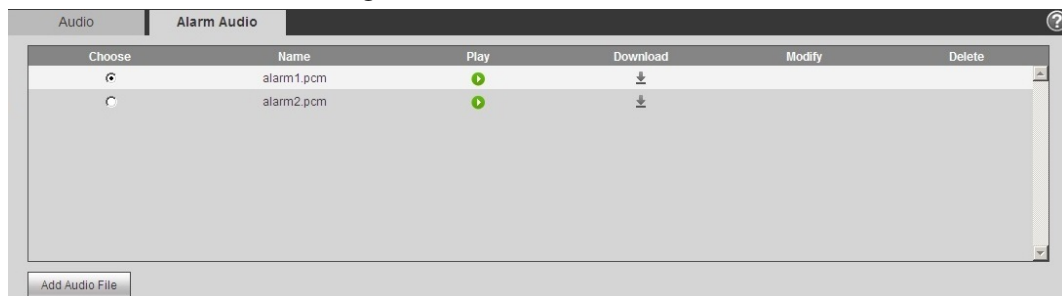 Audio Alarm Audio
Choose Name Play Download Modify Delete
alarm1.pcm
alarm2.pcm
Add Audio File